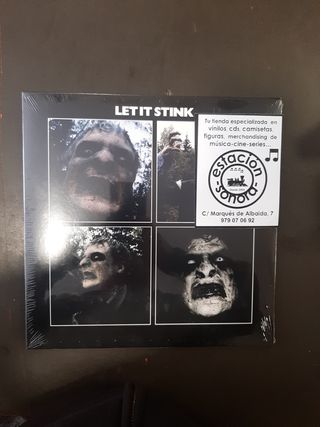 LET IT STINK
Tu tienda especializada en
vinilos, cds, camisetas,
figuras, merchandising de
música-cine-series...
estación
sonora
C/ Marqués de Albaida, 7
979 07 06 92